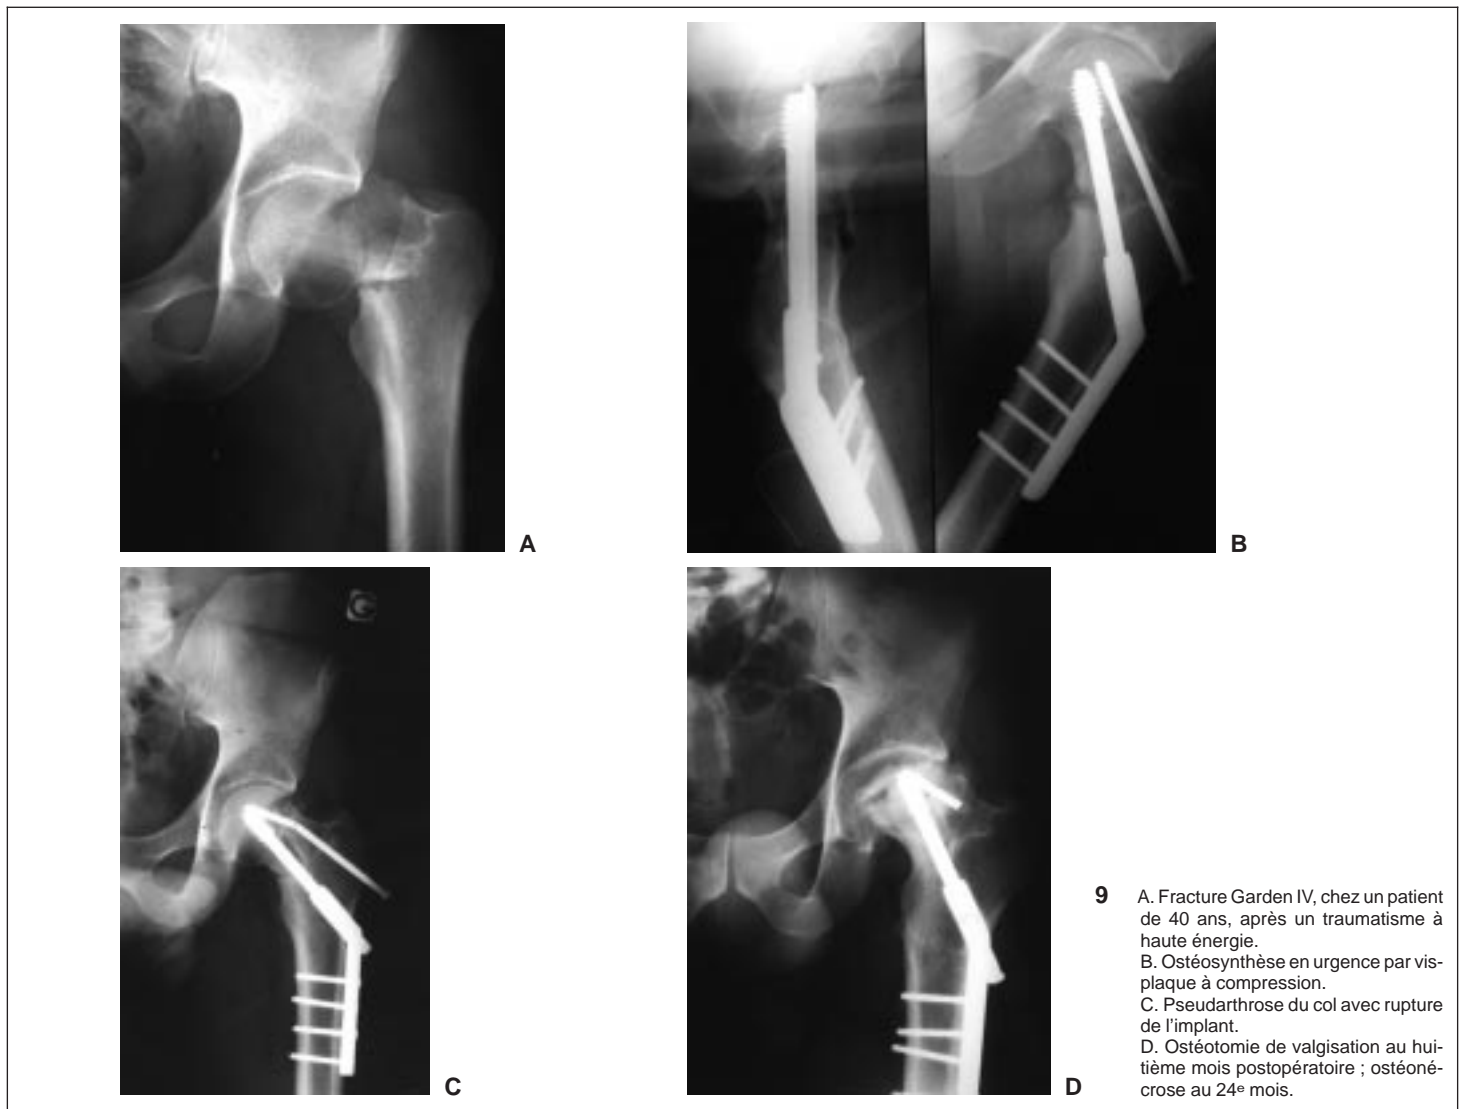 A
B
G
C
D
9 A. Fracture Garden IV, chez un patient
de 40 ans, après un traumatisme à
haute énergie.
B. Ostéosynthèse en urgence par vis-
plaque à compression.
C. Pseudarthrose du col avec rupture
de l'implant.
D. Ostéotomie de valgisation au hui-
tième mois postopératoire ; ostéoné-
crose au 24e mois.